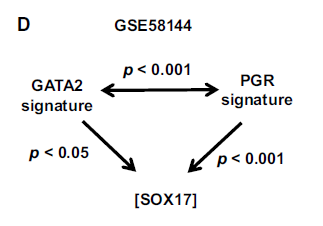 D
GSE58144
p < 0.001
GATA2
signature
PGR
signature
p < 0.05
p < 0.001
[SOX17]